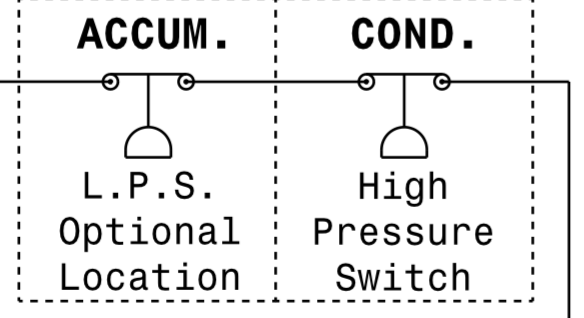 ACCUM.
COND.
L.P.S.
Optional
Location
High
Pressure
Switch